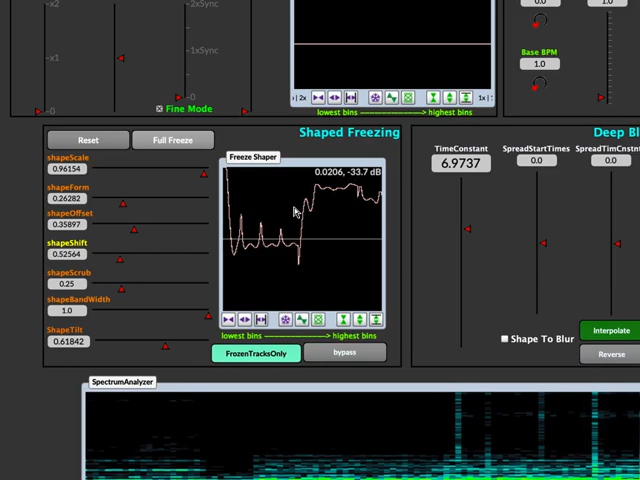 x2
2xSync
0.0
1.0
x1
1xSync
Base BPM
1.0
0
0
| 2x
1x |
Fine Mode
lowest bins ————> highest bins
Shaped Freezing
Deep Bl
Reset
Full Freeze
TimeConstant
SpreadStartTimes
SpreadTimCnstnt
shapeScale
Freeze Shaper
6.9737
0.0
0.0
0.96154
0.0206, -33.7 dB
shapeForm
0.26282
shapeOffset
0.35897
shapeShift
0.52564
shapeScrub
0.25
shapeBandWidth
1.0
ShapeTilt
0.61842
lowest bins ————> highest bins
FrozenTracksOnly
bypass
Shape To Blur
Interpolate
Reverse
SpectrumAnalyzer